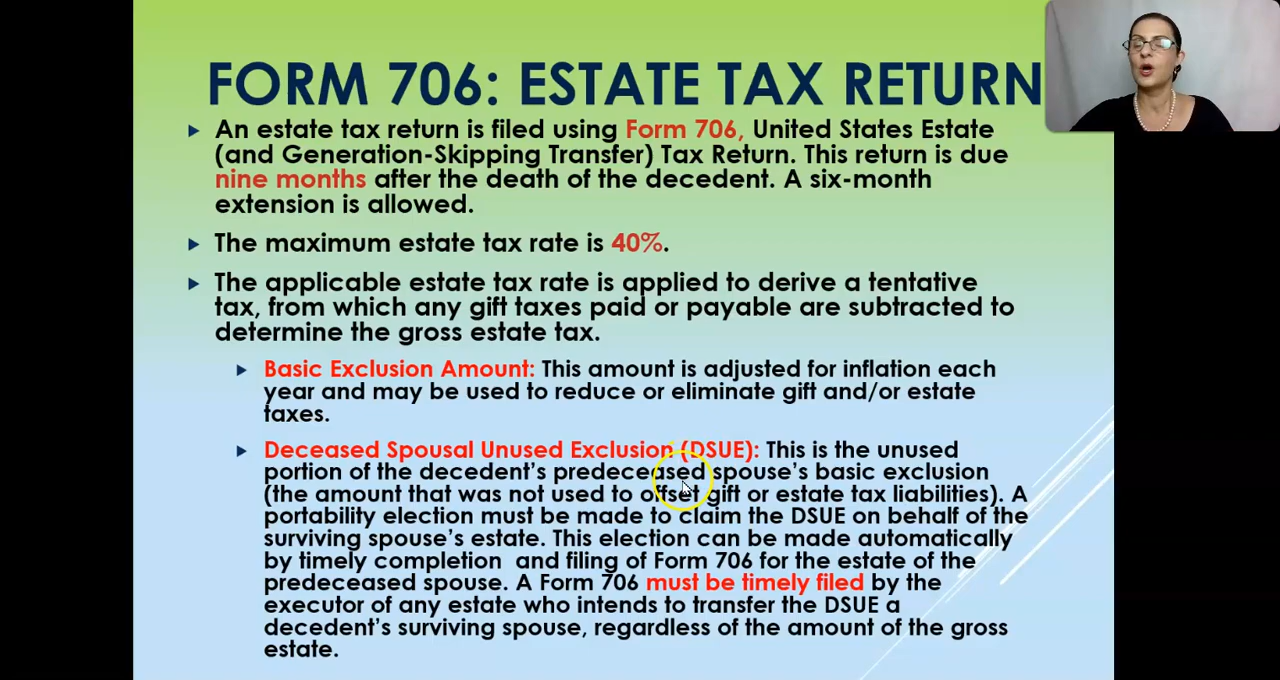 FORM 706: ESTATE TAX RETURN
An estate tax return is filed using Form 706, United States Estate
(and Generation-Skipping Transfer) Tax Return. This return is due
nine months after the death of the decedent. A six-month
extension is allowed.
The maximum estate tax rate is 40%.
The applicable estate tax rate is applied to derive a tentative
tax, from which any gift taxes paid or payable are subtracted to
determine the gross estate tax.
Basic Exclusion Amount: This amount is adjusted for inflation each
year and may be used to reduce or eliminate gift and/or estate
taxes.
Deceased Spousal Unused Exclusion (DSUE): This is the unused
portion of the decedent's predeceased spouse's basic exclusion
(the amount that was not used to offset gift or estate tax liabilities). A
portability election must be made to claim the DSUE on behalf of the
surviving spouse's estate. This election can be made automatically
by timely completion and filing of Form 706 for the estate of the
predeceased spouse. A Form 706 must be timely filed by the
executor of any estate who intends to transfer the DSUE a
decedent's surviving spouse, regardless of the amount of the gross
estate.